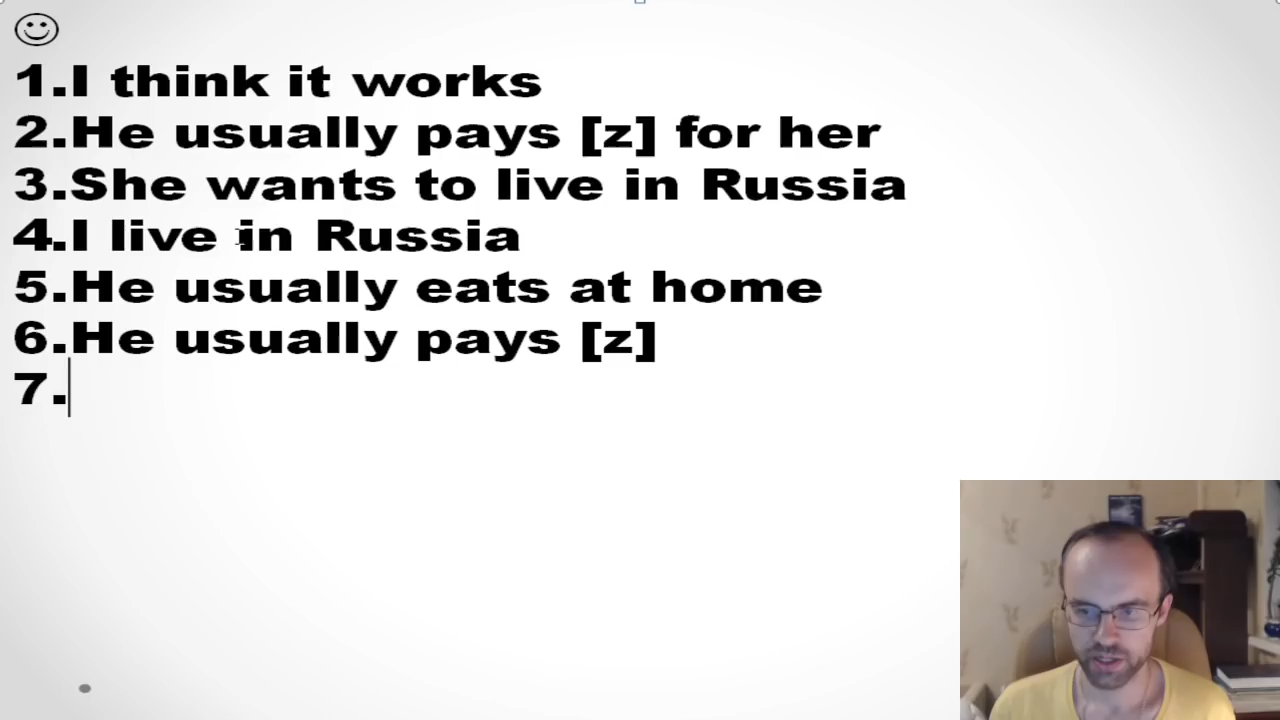 1.I think it works
2.He usually pays [z] for her
3.She wants to live in Russia
4.I live in Russia
5.He usually eats at home
6.He usually pays [z]
7.